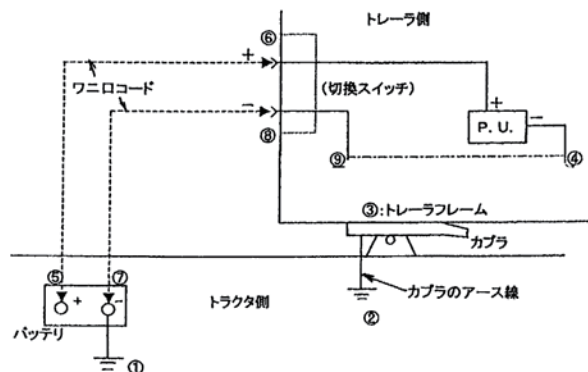 トレーラ側
⑥
+
ワニ口コード
(切換スイッチ)
−
+
−
P. U.
⑧
⑨
④
③:トレーラフレーム
カプラ
⑤
⑦
+
−
トラクタ側
カプラのアース線
バッテリ
②
①